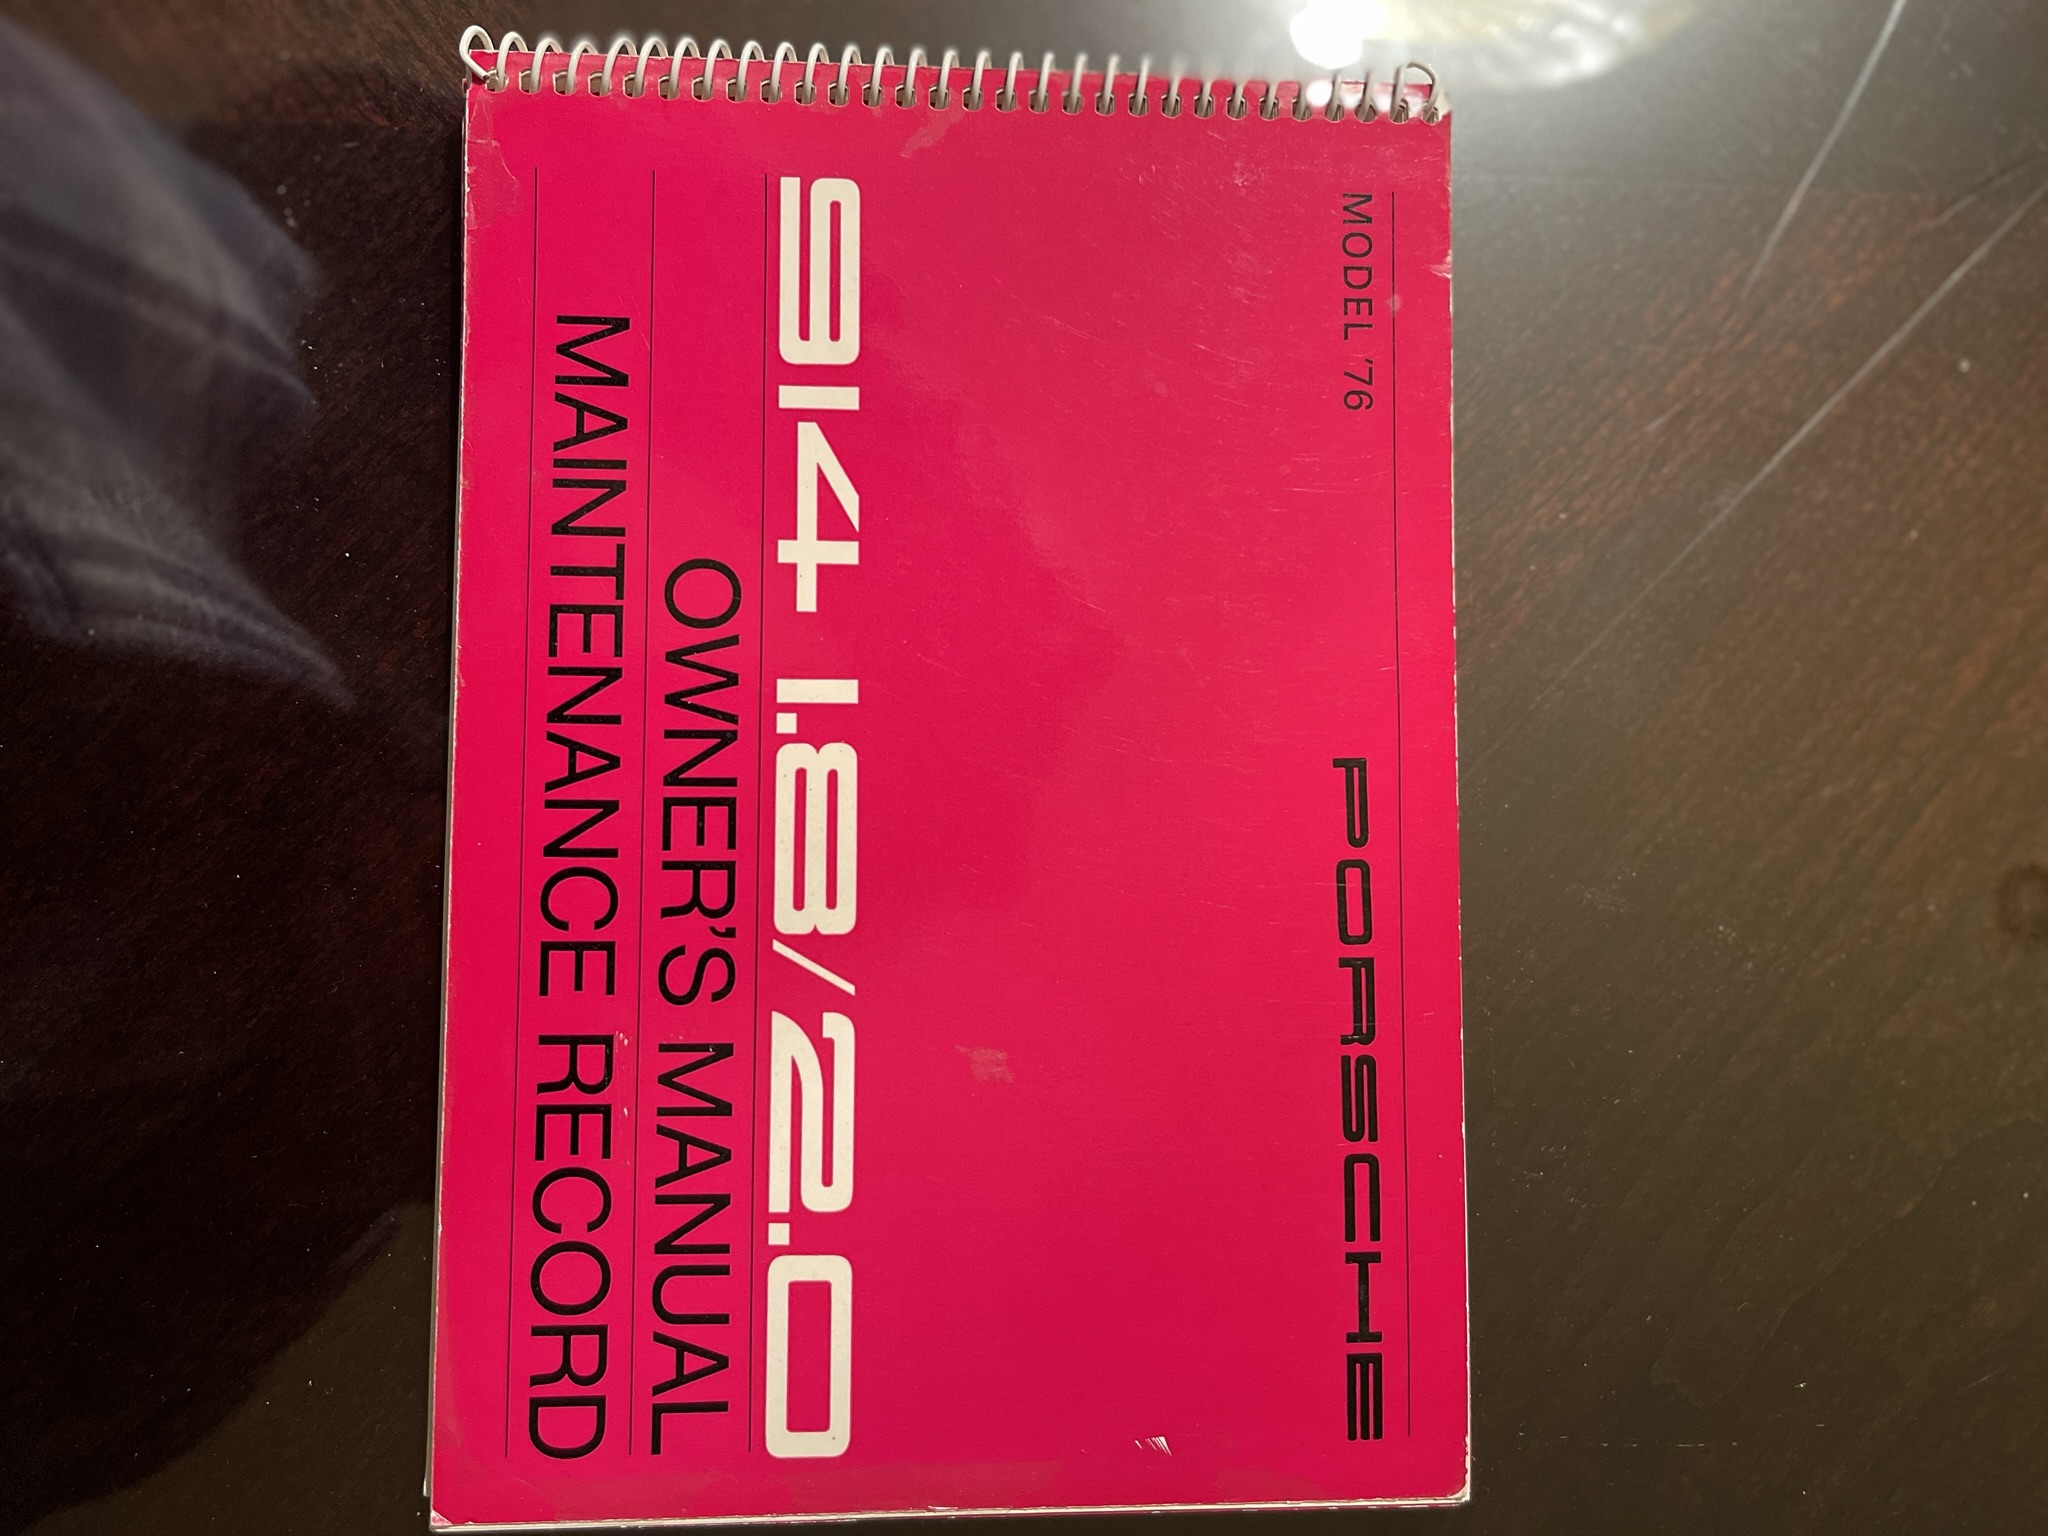 MODEL '76 PORSCHE
914 1.8/2.0
OWNER'S MANUAL
MAINTENANCE RECORD